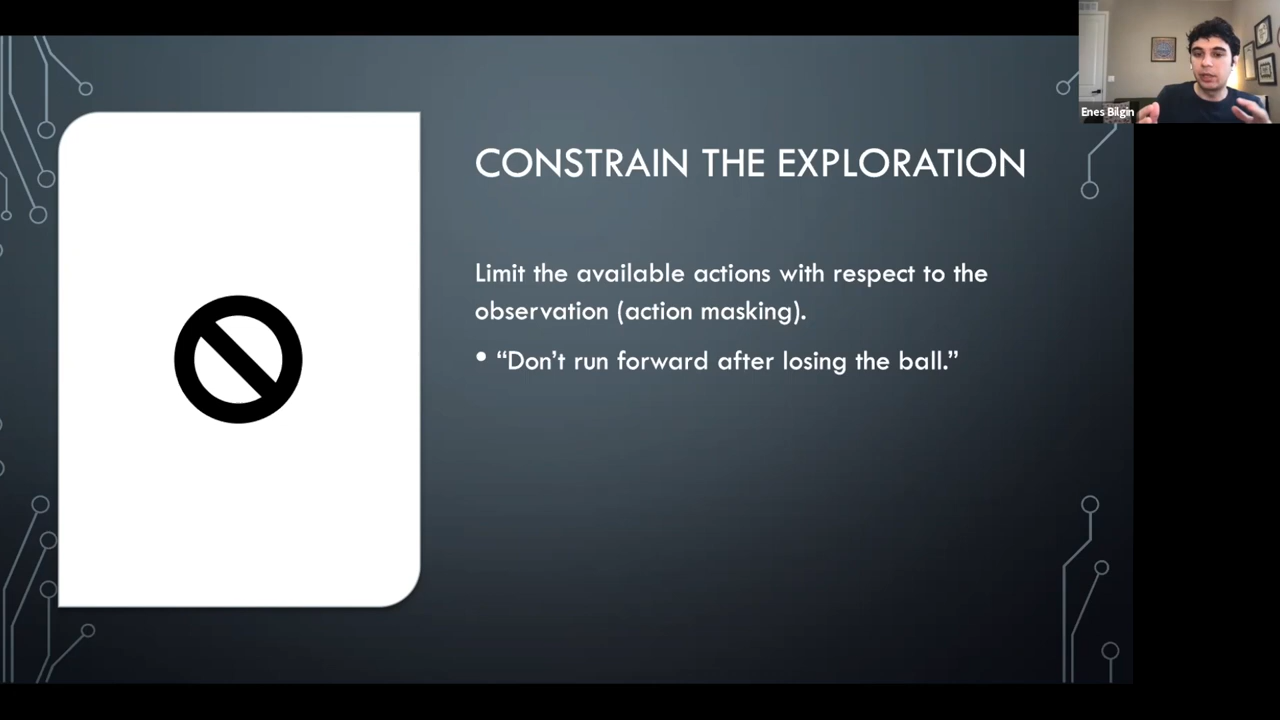 Enes Bilgin
CONSTRAIN THE EXPLORATION
Limit the available actions with respect to the
observation (action masking).
• “Don’t run forward after losing the ball.”